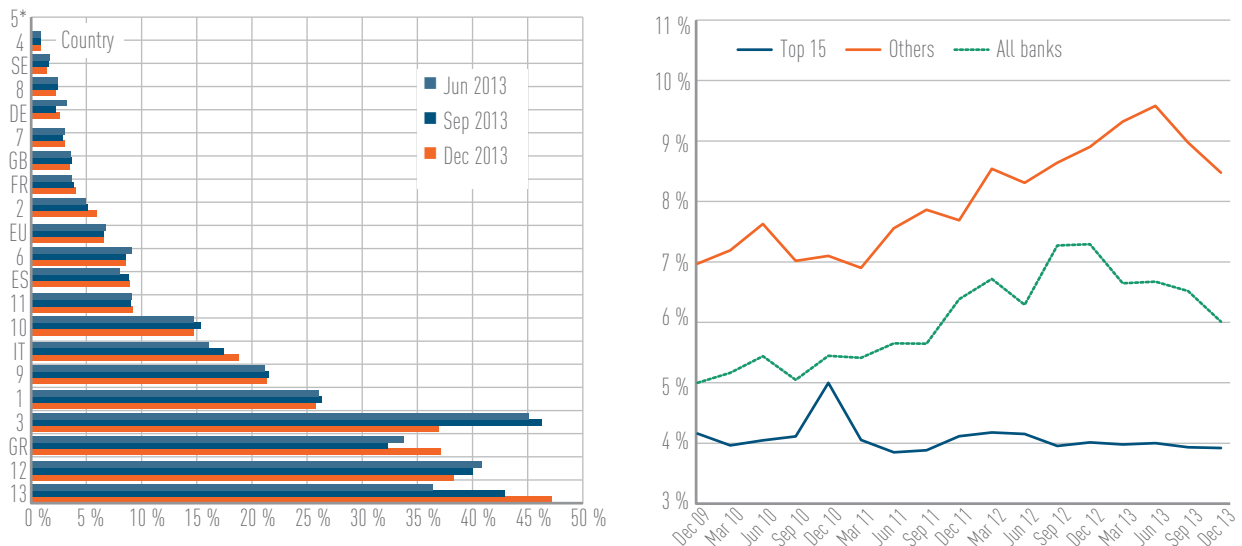 5*
4
SE
8
DE
7
GB
FR
2
EU
6
ES
11
10
IT
9
1
3
GR
12
13
Country
Jun 2013
Sep 2013
Dec 2013
0 % 5 % 10 % 15 % 20 % 25 % 30 % 35 % 40 % 45 % 50 %
11 %
10 %
9 %
8 %
7 %
6 %
5 %
4 %
3 %
Top 15 Others All banks
Dec 09 Mar 10 Jun 10 Sep 10 Dec 10 Mar 11 Jun 11 Sep 11 Dec 11 Mar 12 Jun 12 Sep 12 Dec 12 Mar 13 Jun 13 Sep 13 Dec 13